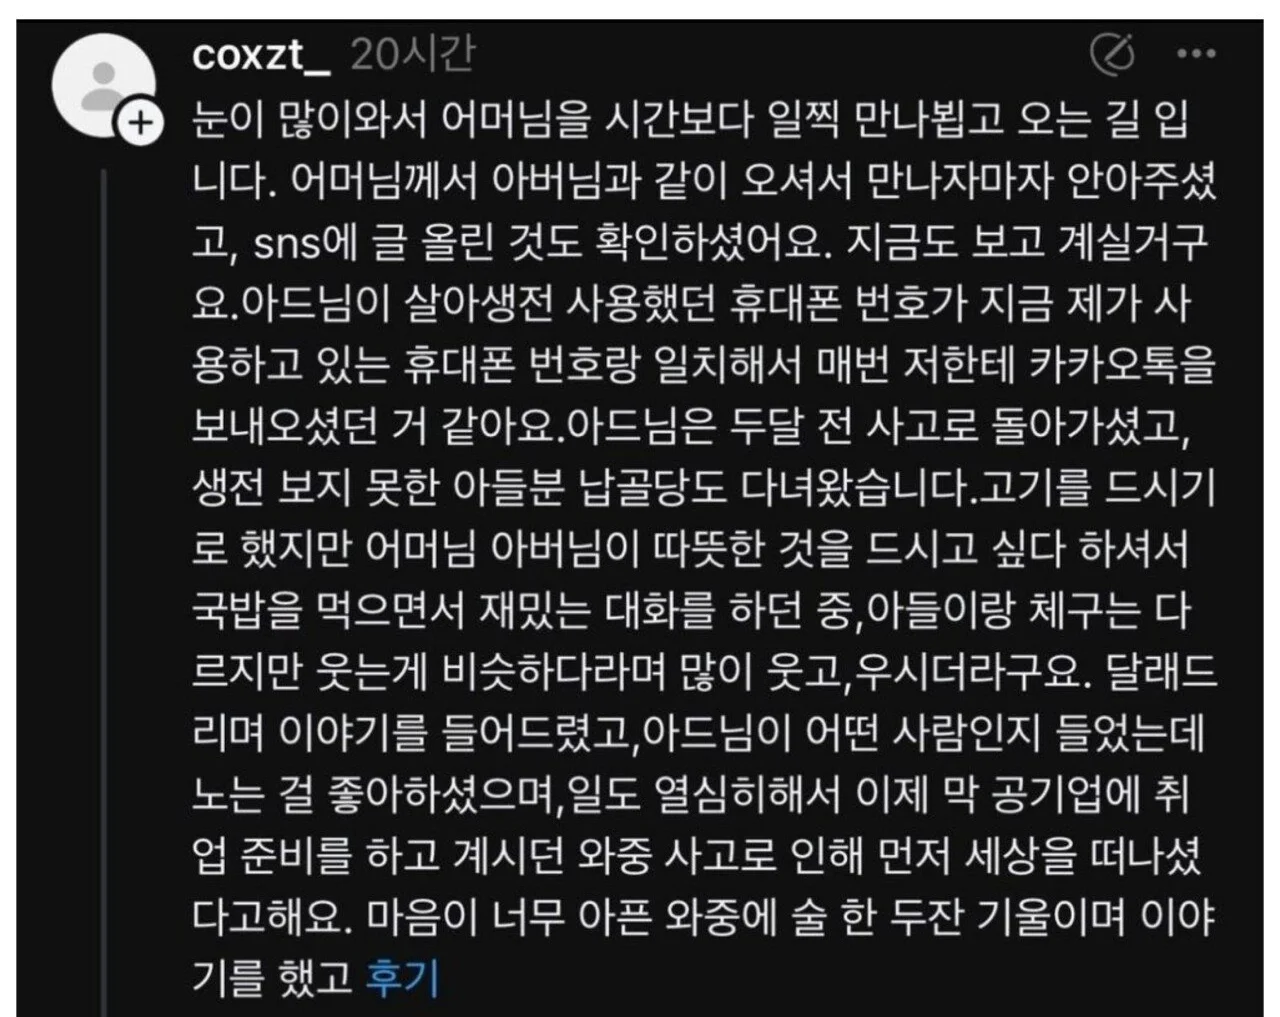 coxzt_ 20시간
눈이 많이와서 어머님을 시간보다 일찍 만나뵙고 오는 길 입
니다. 어머님께서 아버님과 같이 오셔서 만나자마자 안아주셨
고, sns에 글 올린 것도 확인하셨어요. 지금도 보고 계실거구
요.아드님이 살아생전 사용했던 휴대폰 번호가 지금 제가 사
용하고 있는 휴대폰 번호랑 일치해서 매번 저한테 카카오톡을
보내오셨던 거 같아요.아드님은 두달 전 사고로 돌아가셨고,
생전 보지 못한 아들분 납골당도 다녀왔습니다.고기를 드시기
로 했지만 어머님 아버님이 따뜻한 것을 드시고 싶다 하셔서
국밥을 먹으면서 재밌는 대화를 하던 중,아들이랑 체구는 다
르지만 웃는게 비슷하다라며 많이 웃고,우시더라구요. 달래드
리며 이야기를 들어드렸고,아드님이 어떤 사람인지 들었는데
노는 걸 좋아하셨으며,일도 열심히해서 이제 막 공기업에 취
업 준비를 하고 계시던 와중 사고로 인해 먼저 세상을 떠나셨
다고해요. 마음이 너무 아픈 와중에 술 한 두잔 기울이며 이야
기를 했고 후기